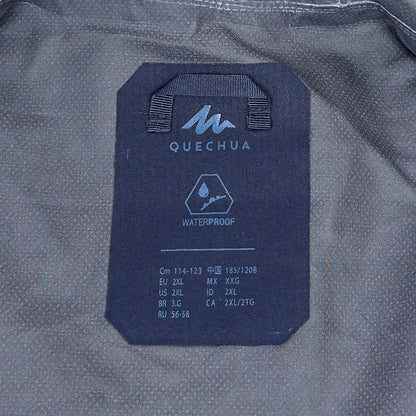 QUECHUA
WATERPROOF
Cm 114-123 中国 185/120B
EU 2XL MX XXG
US 2XL ID 2XL
BR 3.G CA 2XL/2TG
RU 56-58